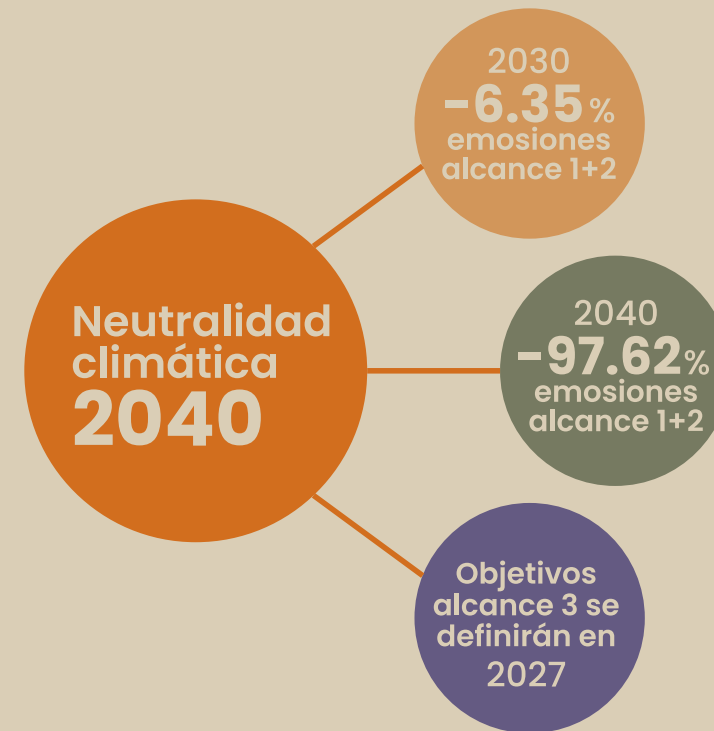 Neutralidad
climática
2040
2030
-6.35%
emosiones
alcance 1+2
2040
-97.62%
emosiones
alcance 1+2
Objetivos
alcance 3 se
definirán en
2027